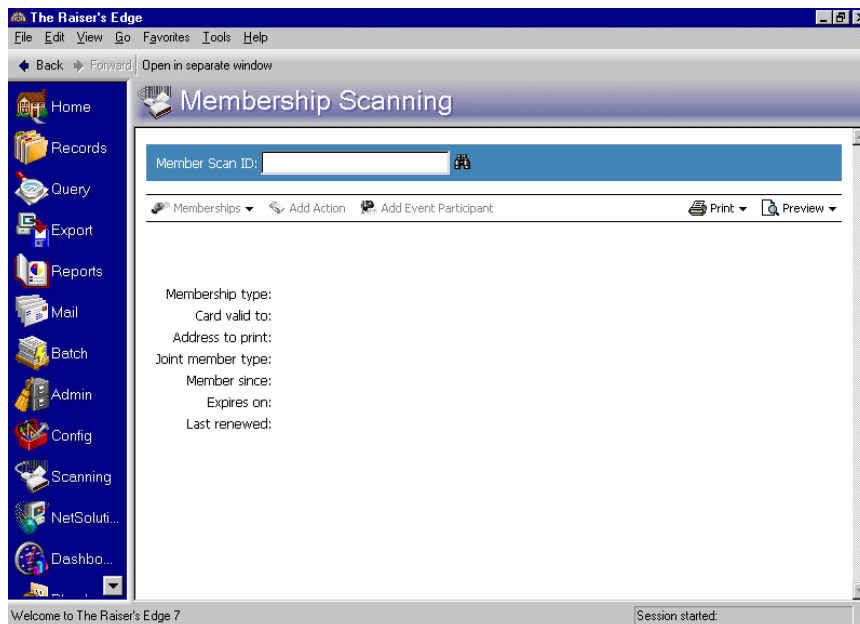 The Raiser's Edge
File Edit View Go Favorites Tools Help
Back Forward Open in separate window
Membership Scanning
Home
Records
Query
Export
Reports
Mail
Batch
Admin
Config
Scanning
NetSoluti...
Dashbo...
Member Scan ID:
Memberships Add Action Add Event Participant Print Preview
Membership type:
Card valid to:
Address to print:
Joint member type:
Member since:
Expires on:
Last renewed:
Welcome to The Raiser's Edge 7 Session started: